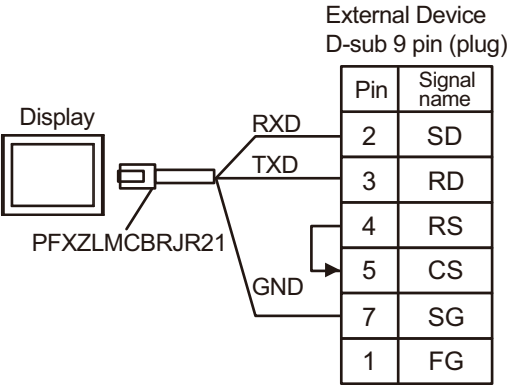 External Device
D-sub 9 pin (plug)
Pin Signal name
Display
RXD
2 SD
TXD
3 RD
4 RS
PFXZLMCBRJR21
5 CS
GND
7 SG
1 FG